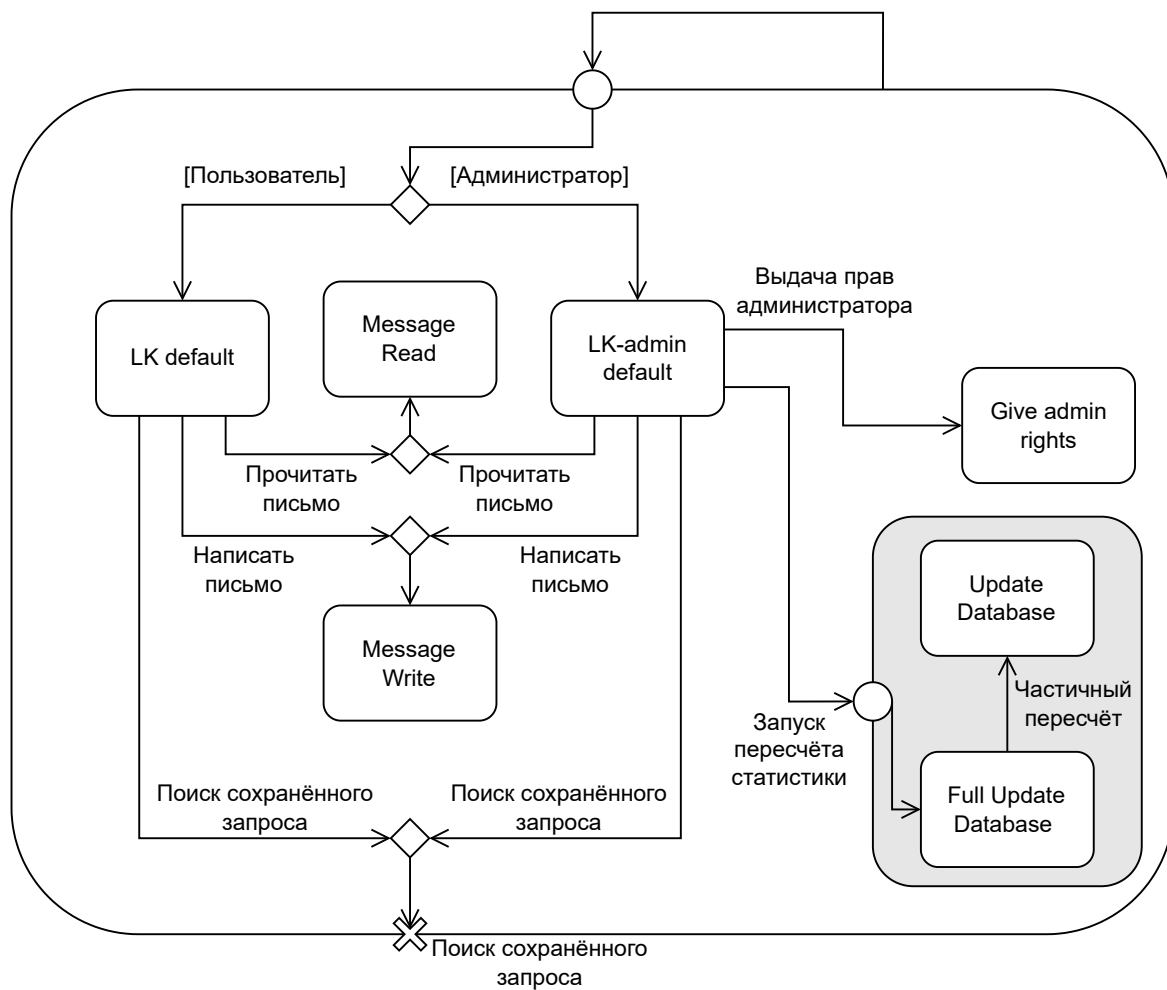 [Пользователь]
[Администратор]
Выдача прав
администратора
LK default
Message
Read
LK-admin
default
Give admin
rights
Прочитать
письмо
Прочитать
письмо
Написать
письмо
Написать
письмо
Update
Database
Message
Write
Частичный
пересчёт
Запуск
пересчёта
статистики
Поиск сохранённого
запроса
Поиск сохранённого
запроса
Full Update
Database
Поиск сохранённого
запроса